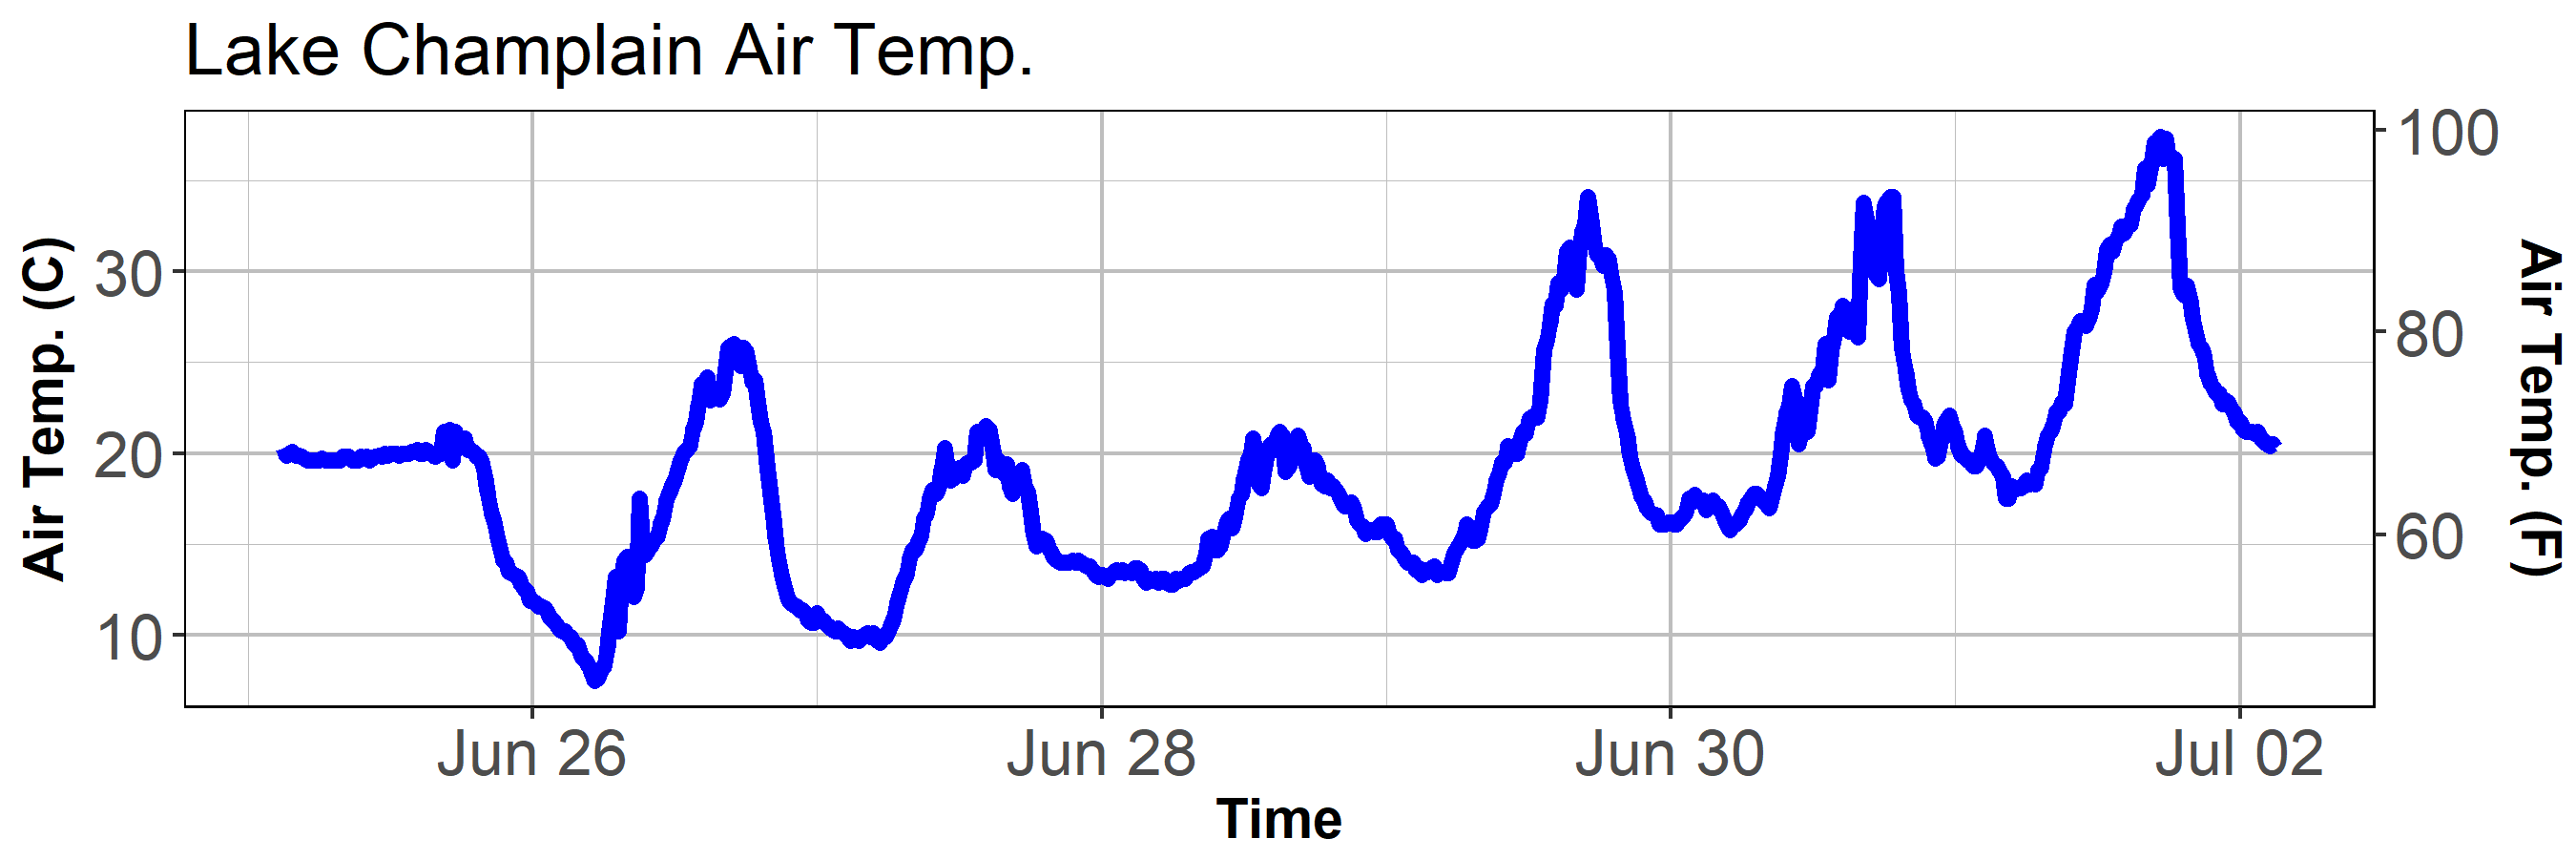 Lake Champlain Air Temp.
Air Temp. (C)
30
20
10
100
80
60
Air Temp. (F)
Jun 26
Jun 28
Jun 30
Jul 02
Time